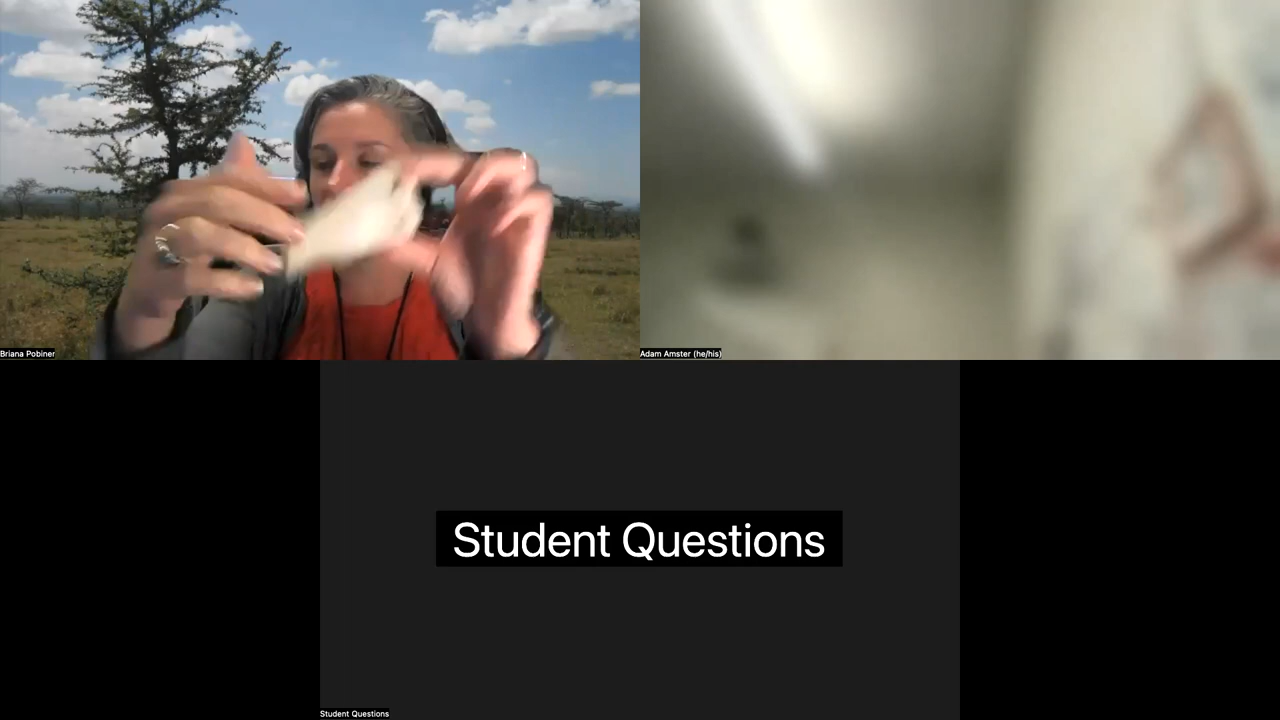 Briana Pobiner
Adam Amster (he/his)
Student Questions
Student Questions